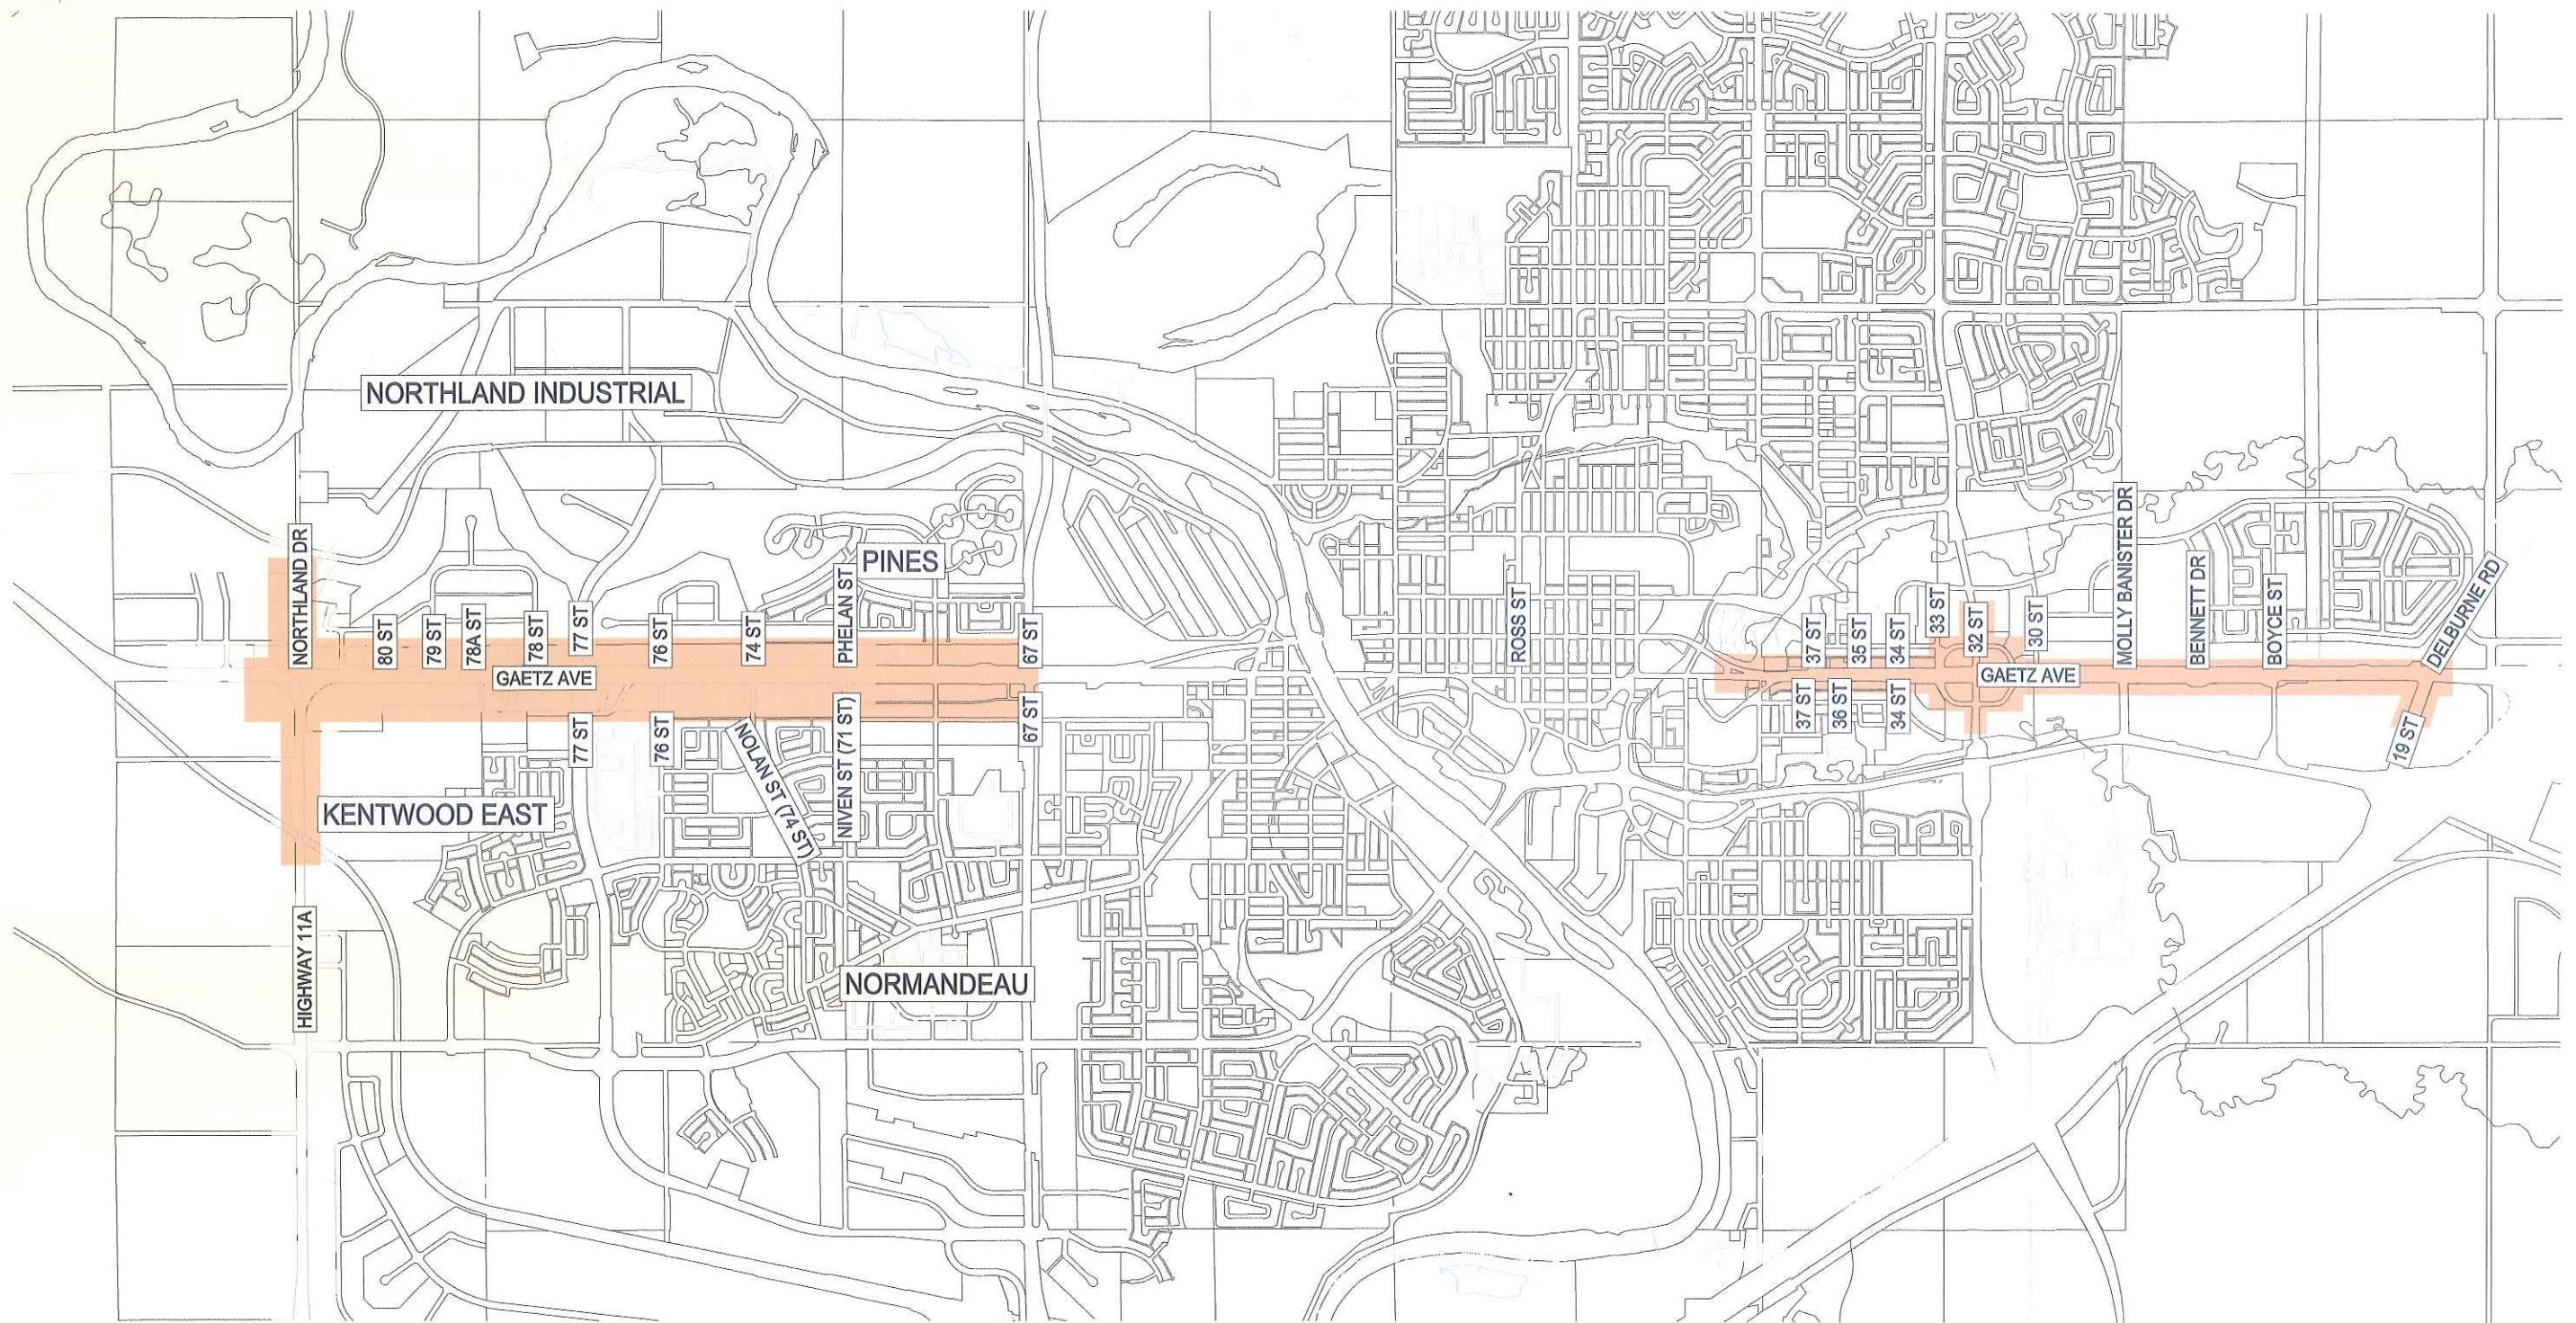 NORTHLAND INDUSTRIAL
PINES
NORTHLAND DR
80 ST
79 ST
78A ST
78 ST
77 ST
76 ST
74 ST
PHELAN ST
67 ST
GAETZ AVE
77 ST
76 ST
NOLAN ST (74 ST)
NIVEN ST (71 ST)
67 ST
KENTWOOD EAST
HIGHWAY 11A
NORMANDEAU
ROSS ST
37 ST
35 ST
34 ST
33 ST
32 ST
30 ST
MOLLY BANISTER DR
BENNETT DR
BOYCE ST
DELBURNE RD
GAETZ AVE
37 ST
36 ST
34 ST
19 ST